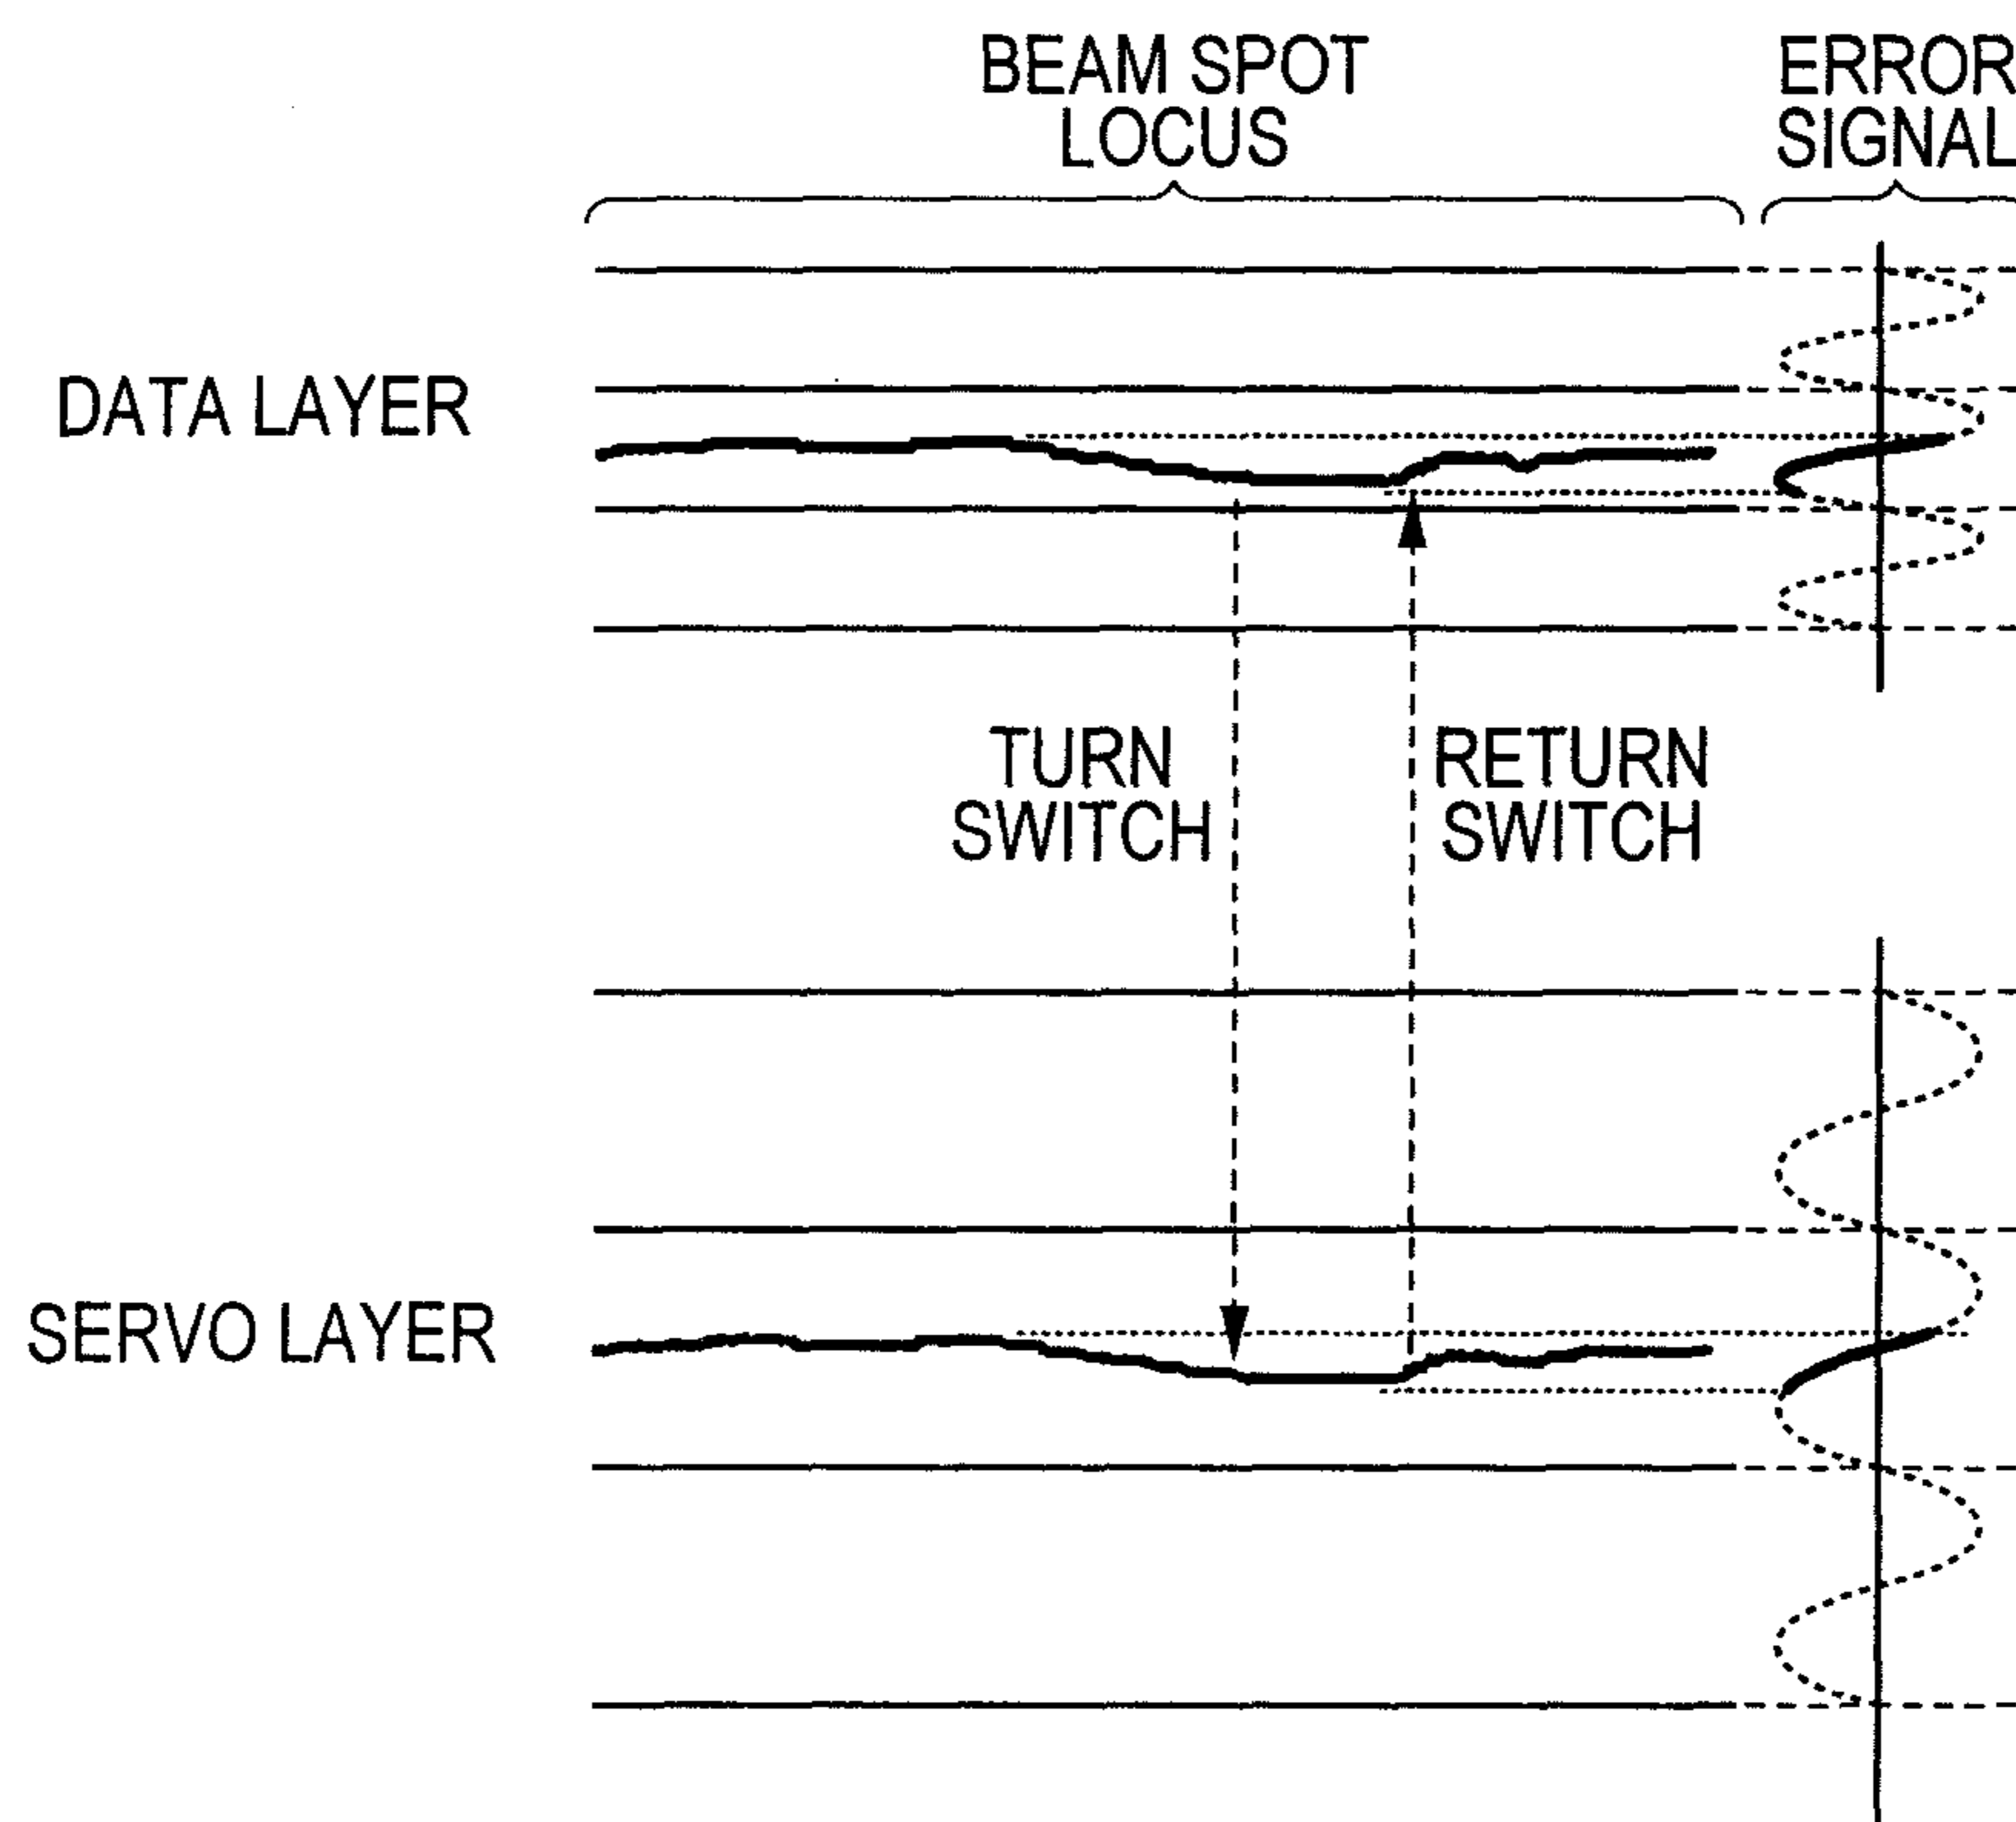 BEAM SPOT
LOCUS
ERROR
SIGNAL
DATA LAYER
TURN
SWITCH
RETURN
SWITCH
SERVO LAYER